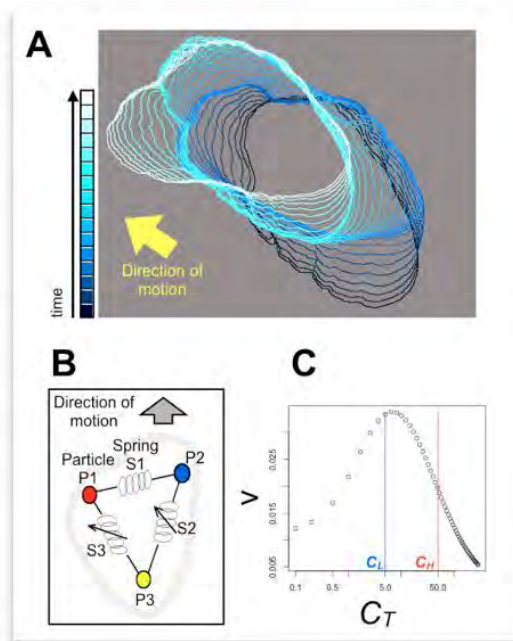 A
time
Direction of
motion
B
Direction of
motion
Spring
Particle
S1
P1
P2
S3
S2
P3
C
V
0.005
0.015
0.025
C_L
C_H
0.1
0.5
5.0
50.0
C_T